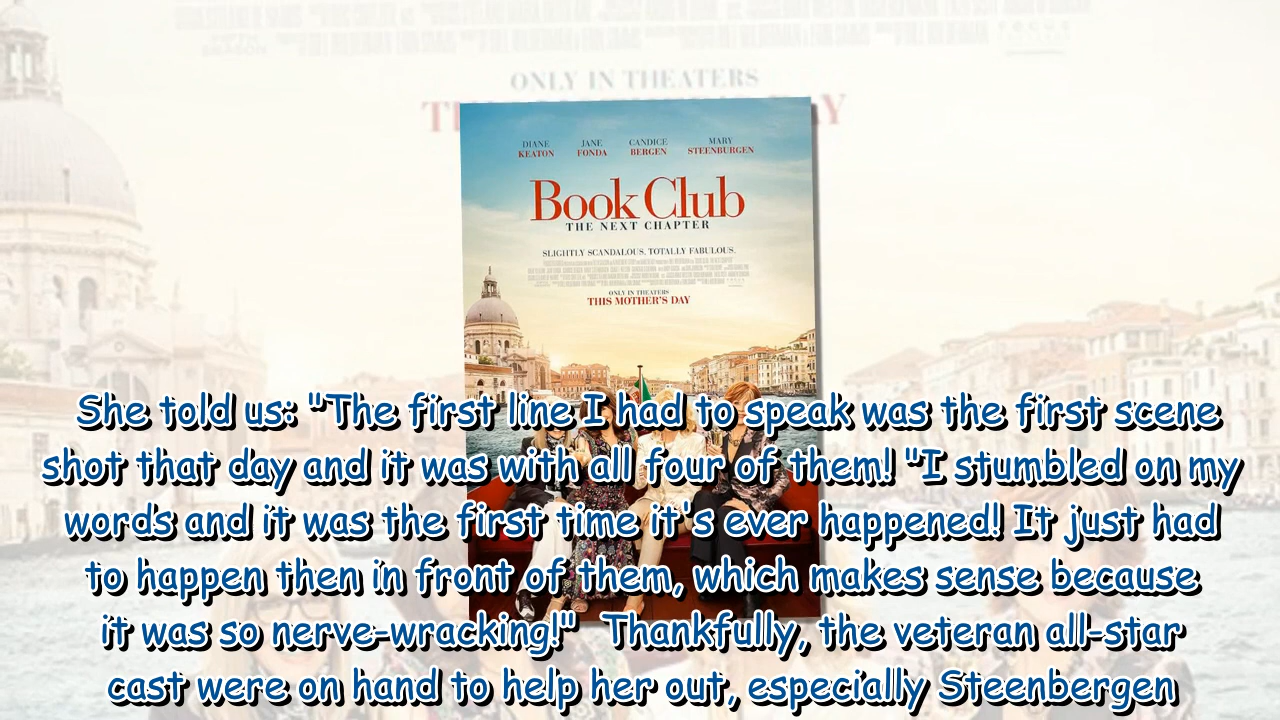 ONLY IN THEATERS
DIANE KEATON JANE FONDA CANDICE BERGEN MARY STEENBURGEN
Book Club
THE NEXT CHAPTER
SLIGHTLY SCANDALOUS. TOTALLY FABULOUS.
ONLY IN THEATERS
THIS MOTHER'S DAY
She told us: "The first line I had to speak was the first scene
shot that day and it was with all four of them! "I stumbled on my
words and it was the first time it's ever happened! It just had
to happen then in front of them, which makes sense because
it was so nerve-wracking!"  Thankfully, the veteran all-star
cast were on hand to help her out, especially Steenbergen